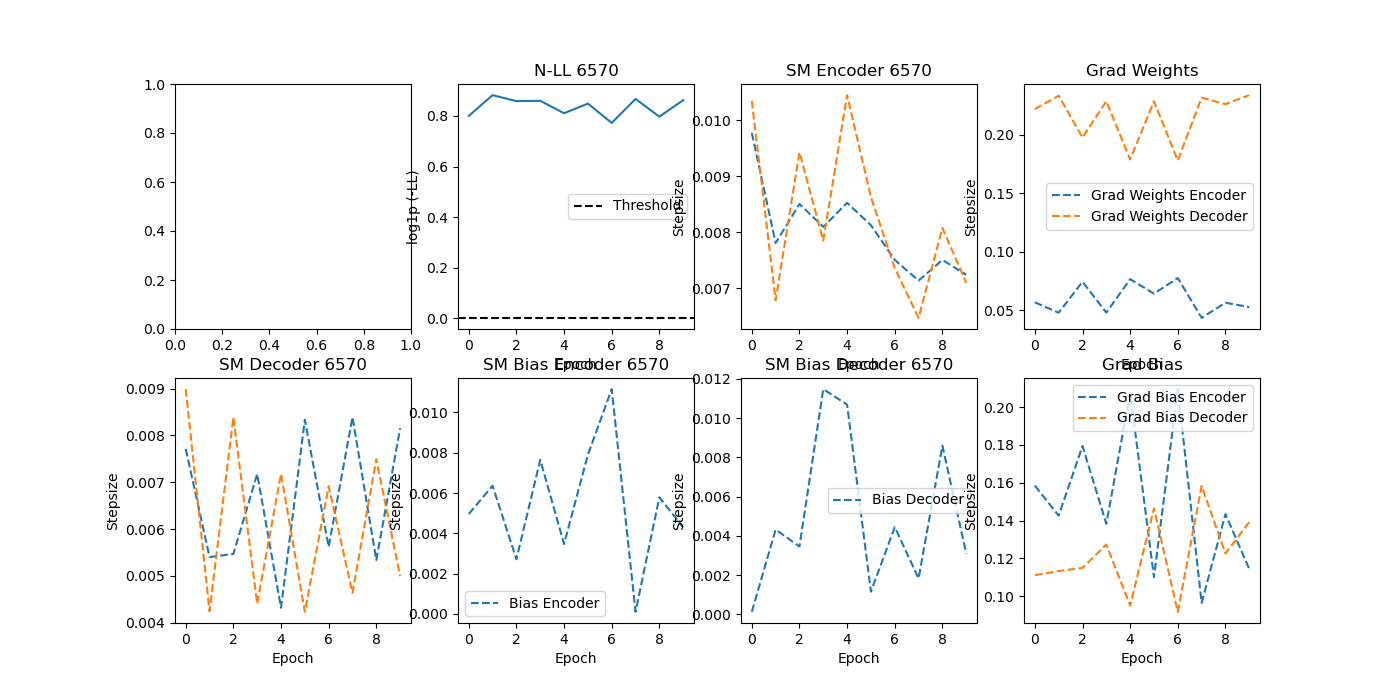 N-LL 6570
SM Encoder 6570
Grad Weights
1.0
0.8
0.6
0.4
0.2
0.0
0.0 0.2 0.4 0.6 0.8 1.0
log1p (-LL)
0.8
0.6
0.4
0.2
0.0
Threshold
0 2 4 6 8
Epoch
Stepsize
0.010
0.009
0.008
0.007
0 2 4 6 8
Epoch
Stepsize
0.20
0.15
0.10
0.05
Grad Weights Encoder
Grad Weights Decoder
0 2 4 6 8
Epoch
SM Decoder 6570
SM Bias Encoder 6570
SM Bias Decoder 6570
Grad Bias
Stepsize
0.009
0.008
0.007
0.006
0.005
0.004
0 2 4 6 8
Epoch
Stepsize
0.010
0.008
0.006
0.004
0.002
0.000
Bias Encoder
0 2 4 6 8
Epoch
Stepsize
0.012
0.010
0.008
0.006
0.004
0.002
0.000
Bias Decoder
0 2 4 6 8
Epoch
Stepsize
0.20
0.18
0.16
0.14
0.12
0.10
Grad Bias Encoder
Grad Bias Decoder
0 2 4 6 8
Epoch